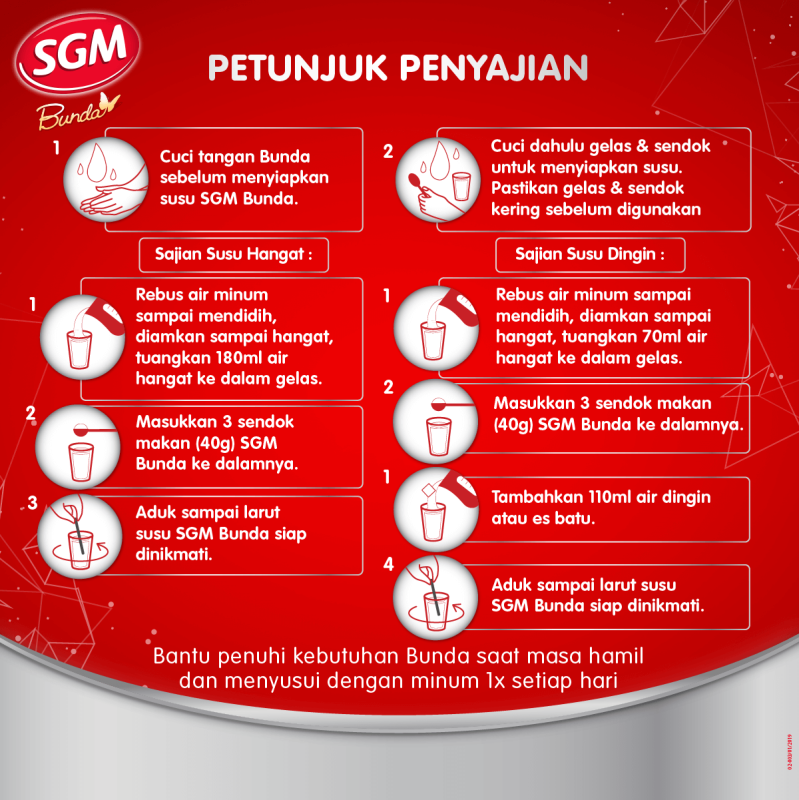 SGM
Bunda
PETUNJUK PENYAJIAN
1
Cuci tangan Bunda
sebelum menyiapkan
susu SGM Bunda.
2
Cuci dahulu gelas & sendok
untuk menyiapkan susu.
Pastikan gelas & sendok
kering sebelum digunakan
Sajian Susu Hangat :
1
Rebus air minum
sampai mendidih,
diamkan sampai hangat,
tuangkan 180ml air
hangat ke dalam gelas.
2
Masukkan 3 sendok
makan (40g) SGM
Bunda ke dalamnya.
3
Aduk sampai larut
susu SGM Bunda siap
dinikmati.
Sajian Susu Dingin :
1
Rebus air minum sampai
mendidih, diamkan sampai
hangat, tuangkan 70ml air
hangat ke dalam gelas.
2
Masukkan 3 sendok makan
(40g) SGM Bunda ke dalamnya.
1
Tambahkan 110ml air dingin
atau es batu.
4
Aduk sampai larut susu
SGM Bunda siap dinikmati.
Bantu penuhi kebutuhan Bunda saat masa hamil
dan menyusui dengan minum 1x setiap hari